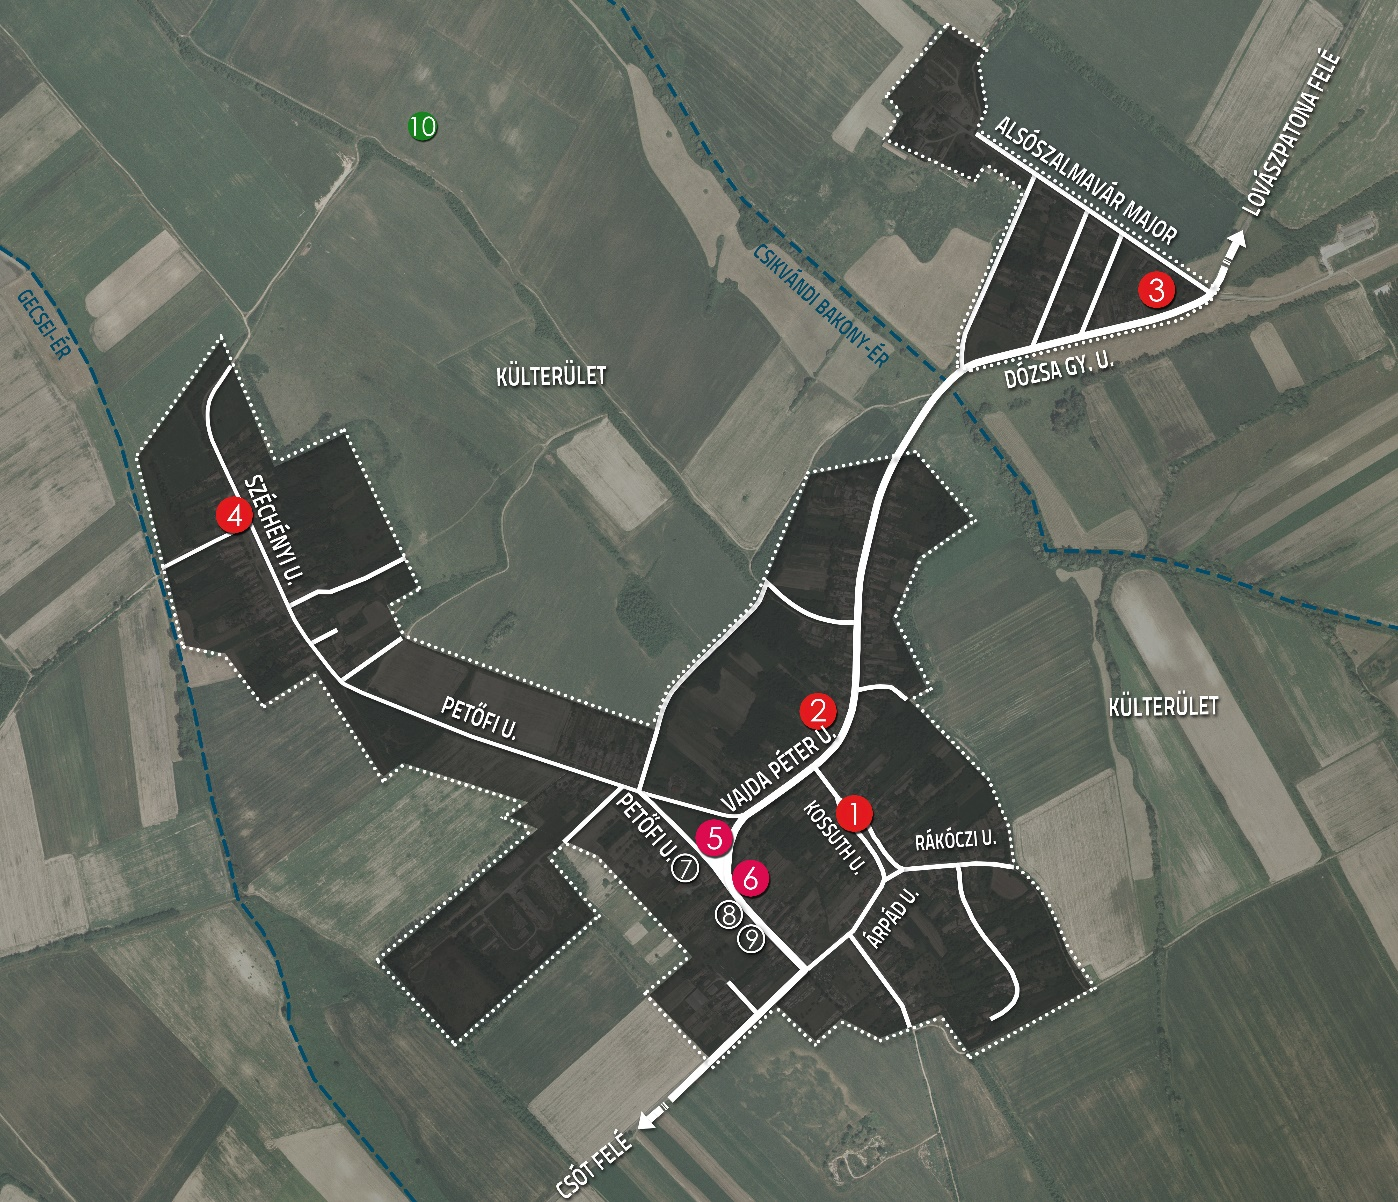 10
LOVÁSZPATONA FELÉ
ALSÓSZALMAVÁR MAJOR
CSIKVÁNDI BAKONY-ÉR
3
GECSEI-ÉR
KÜLTERÜLET
DÓZSA GY. U.
SZÉCHENYI U.
4
PETŐFI U.
2
KÜLTERÜLET
VAJDA PÉTER U.
PETŐFI U.
5
KOSSUTH U.
1
RÁKÓCZI U.
7
6
8
9
ÁRPÁD U.
CSÓT FELÉ